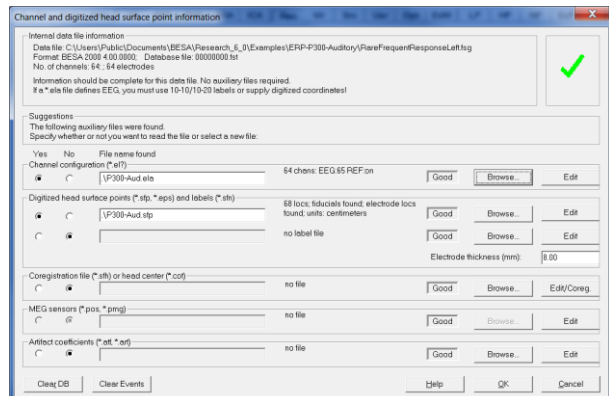 Channel and digitized head surface point information
Internal data file information
Data file: C:\Users\Public\Documents\BESA\Research_6_0\Examples\ERP-P300-Auditory\RareFrequentResponseLeft.fsg
Format: BESA 2000 4.00.0000; Database file: 00000000.fst
No. of channels: 64: ; 64 electrodes
Information should be complete for this data file. No auxiliary files required.
If a *.ela file defines EEG, you must use 10-10/10-20 labels or supply digitized coordinates!
Suggestions
The following auxiliary files were found.
Specify whether or not you want to read the file or select a new file:
Yes No File name found
Channel configuration (*.el?)
.\P300-Aud.ela 64 chans: EEG:65 REF:on Good Browse... Edit
Digitized head surface points (*.sfp, *.eps) and labels (*.sfn)
.\P300-Aud.sfp 68 locs; fiducials found; electrode locs found; units: centimeters Good Browse... Edit
no label file Good Browse... Edit
Electrode thickness (mm): 8.00
Coregistration file (*.sfh) or head center (*.cot)
no file Good Browse... Edit/Coreg.
MEG sensors (*.pos, *.pmg)
no file Good Browse... Edit
Artifact coefficients (*.atf, *.art)
no file Good Browse... Edit
Clear DB Clear Events Help OK Cancel